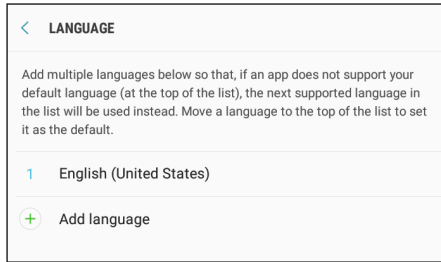 LANGUAGE
Add multiple languages below so that, if an app does not support your
default language (at the top of the list), the next supported language in
the list will be used instead. Move a language to the top of the list to set
it as the default.
1 English (United States)
Add language